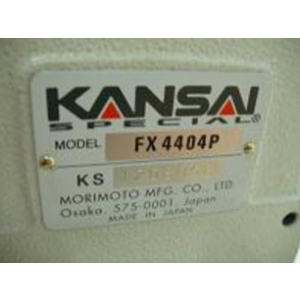 KANSAI
SPECIAL®
MODEL FX4404P
KS
MORIMOTO MFG. CO., LTD.
Osaka, 575-0001, Japan
MADE IN JAPAN